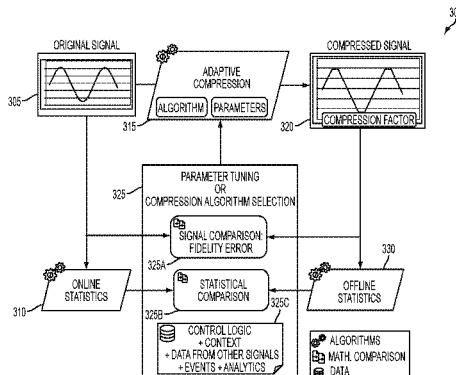 30
ORIGINAL SIGNAL
COMPRESSED SIGNAL
ADAPTIVE
COMPRESSION
305
ALGORITHM
PARAMETERS
315
320
COMPRESSION FACTOR
325
PARAMETER TUNING
OR
COMPRESSION ALGORITHM SELECTION
SIGNAL COMPARISON:
FIDELITY ERROR
325A
330
ONLINE
STATISTICS
310
STATISTICAL
COMPARISON
325B
OFFLINE
STATISTICS
325C
CONTROL LOGIC
+ CONTEXT
+ DATA FROM OTHER SIGNALS
+ EVENTS + ANALYTICS
ALGORITHMS
MATH. COMPARISON
DATA